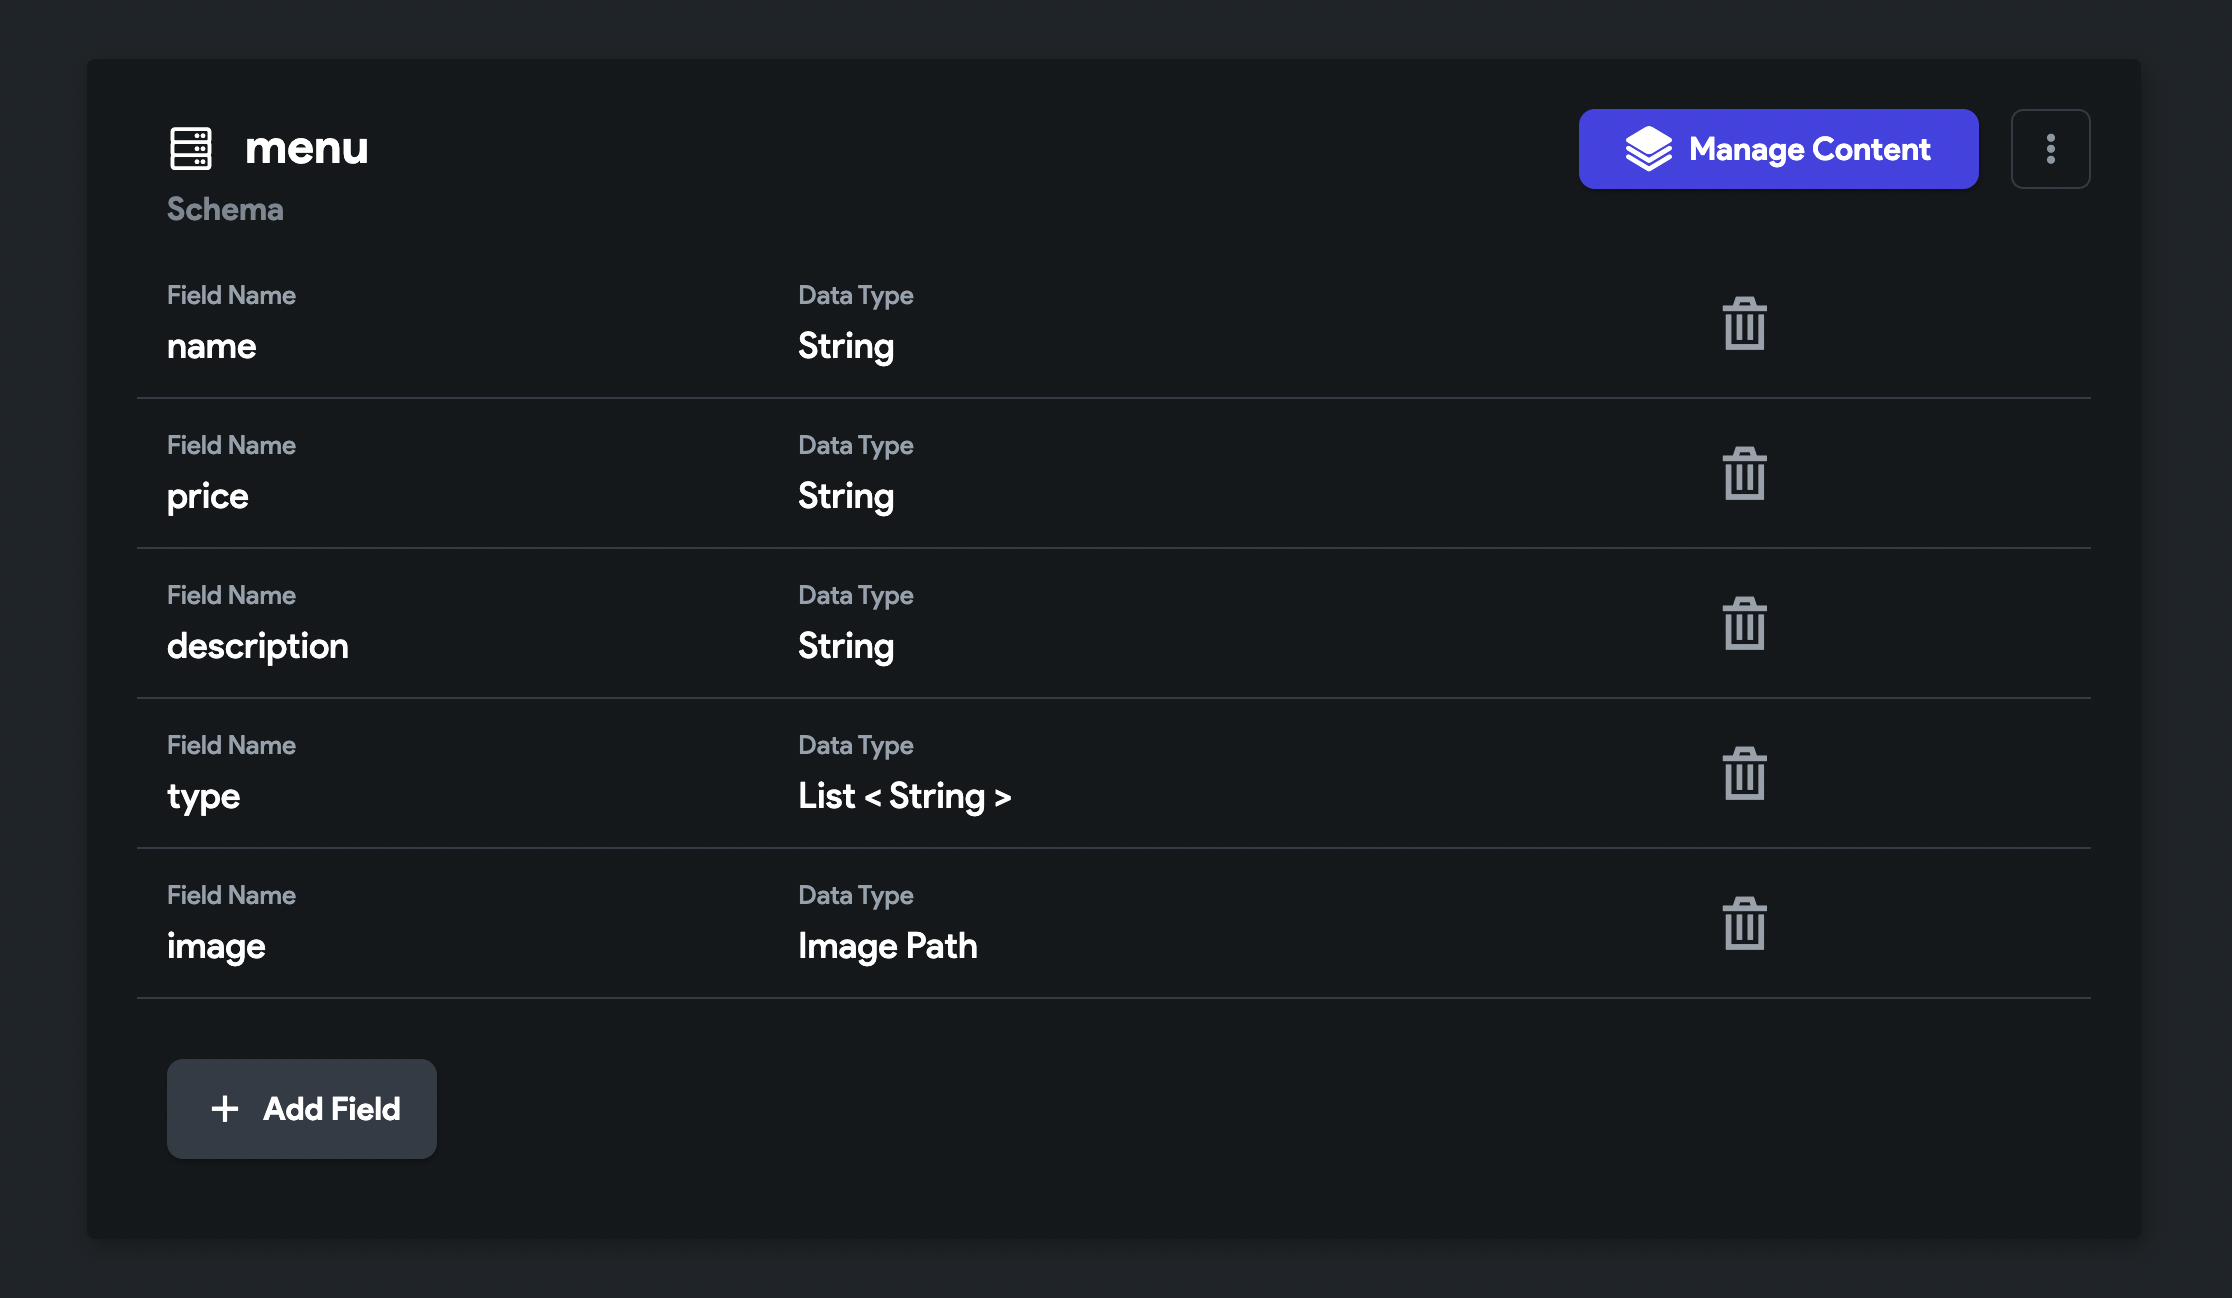 menu
Manage Content
Schema
Field Name
Data Type
name
String
Field Name
Data Type
price
String
Field Name
Data Type
description
String
Field Name
Data Type
type
List < String >
Field Name
Data Type
image
Image Path
+ Add Field